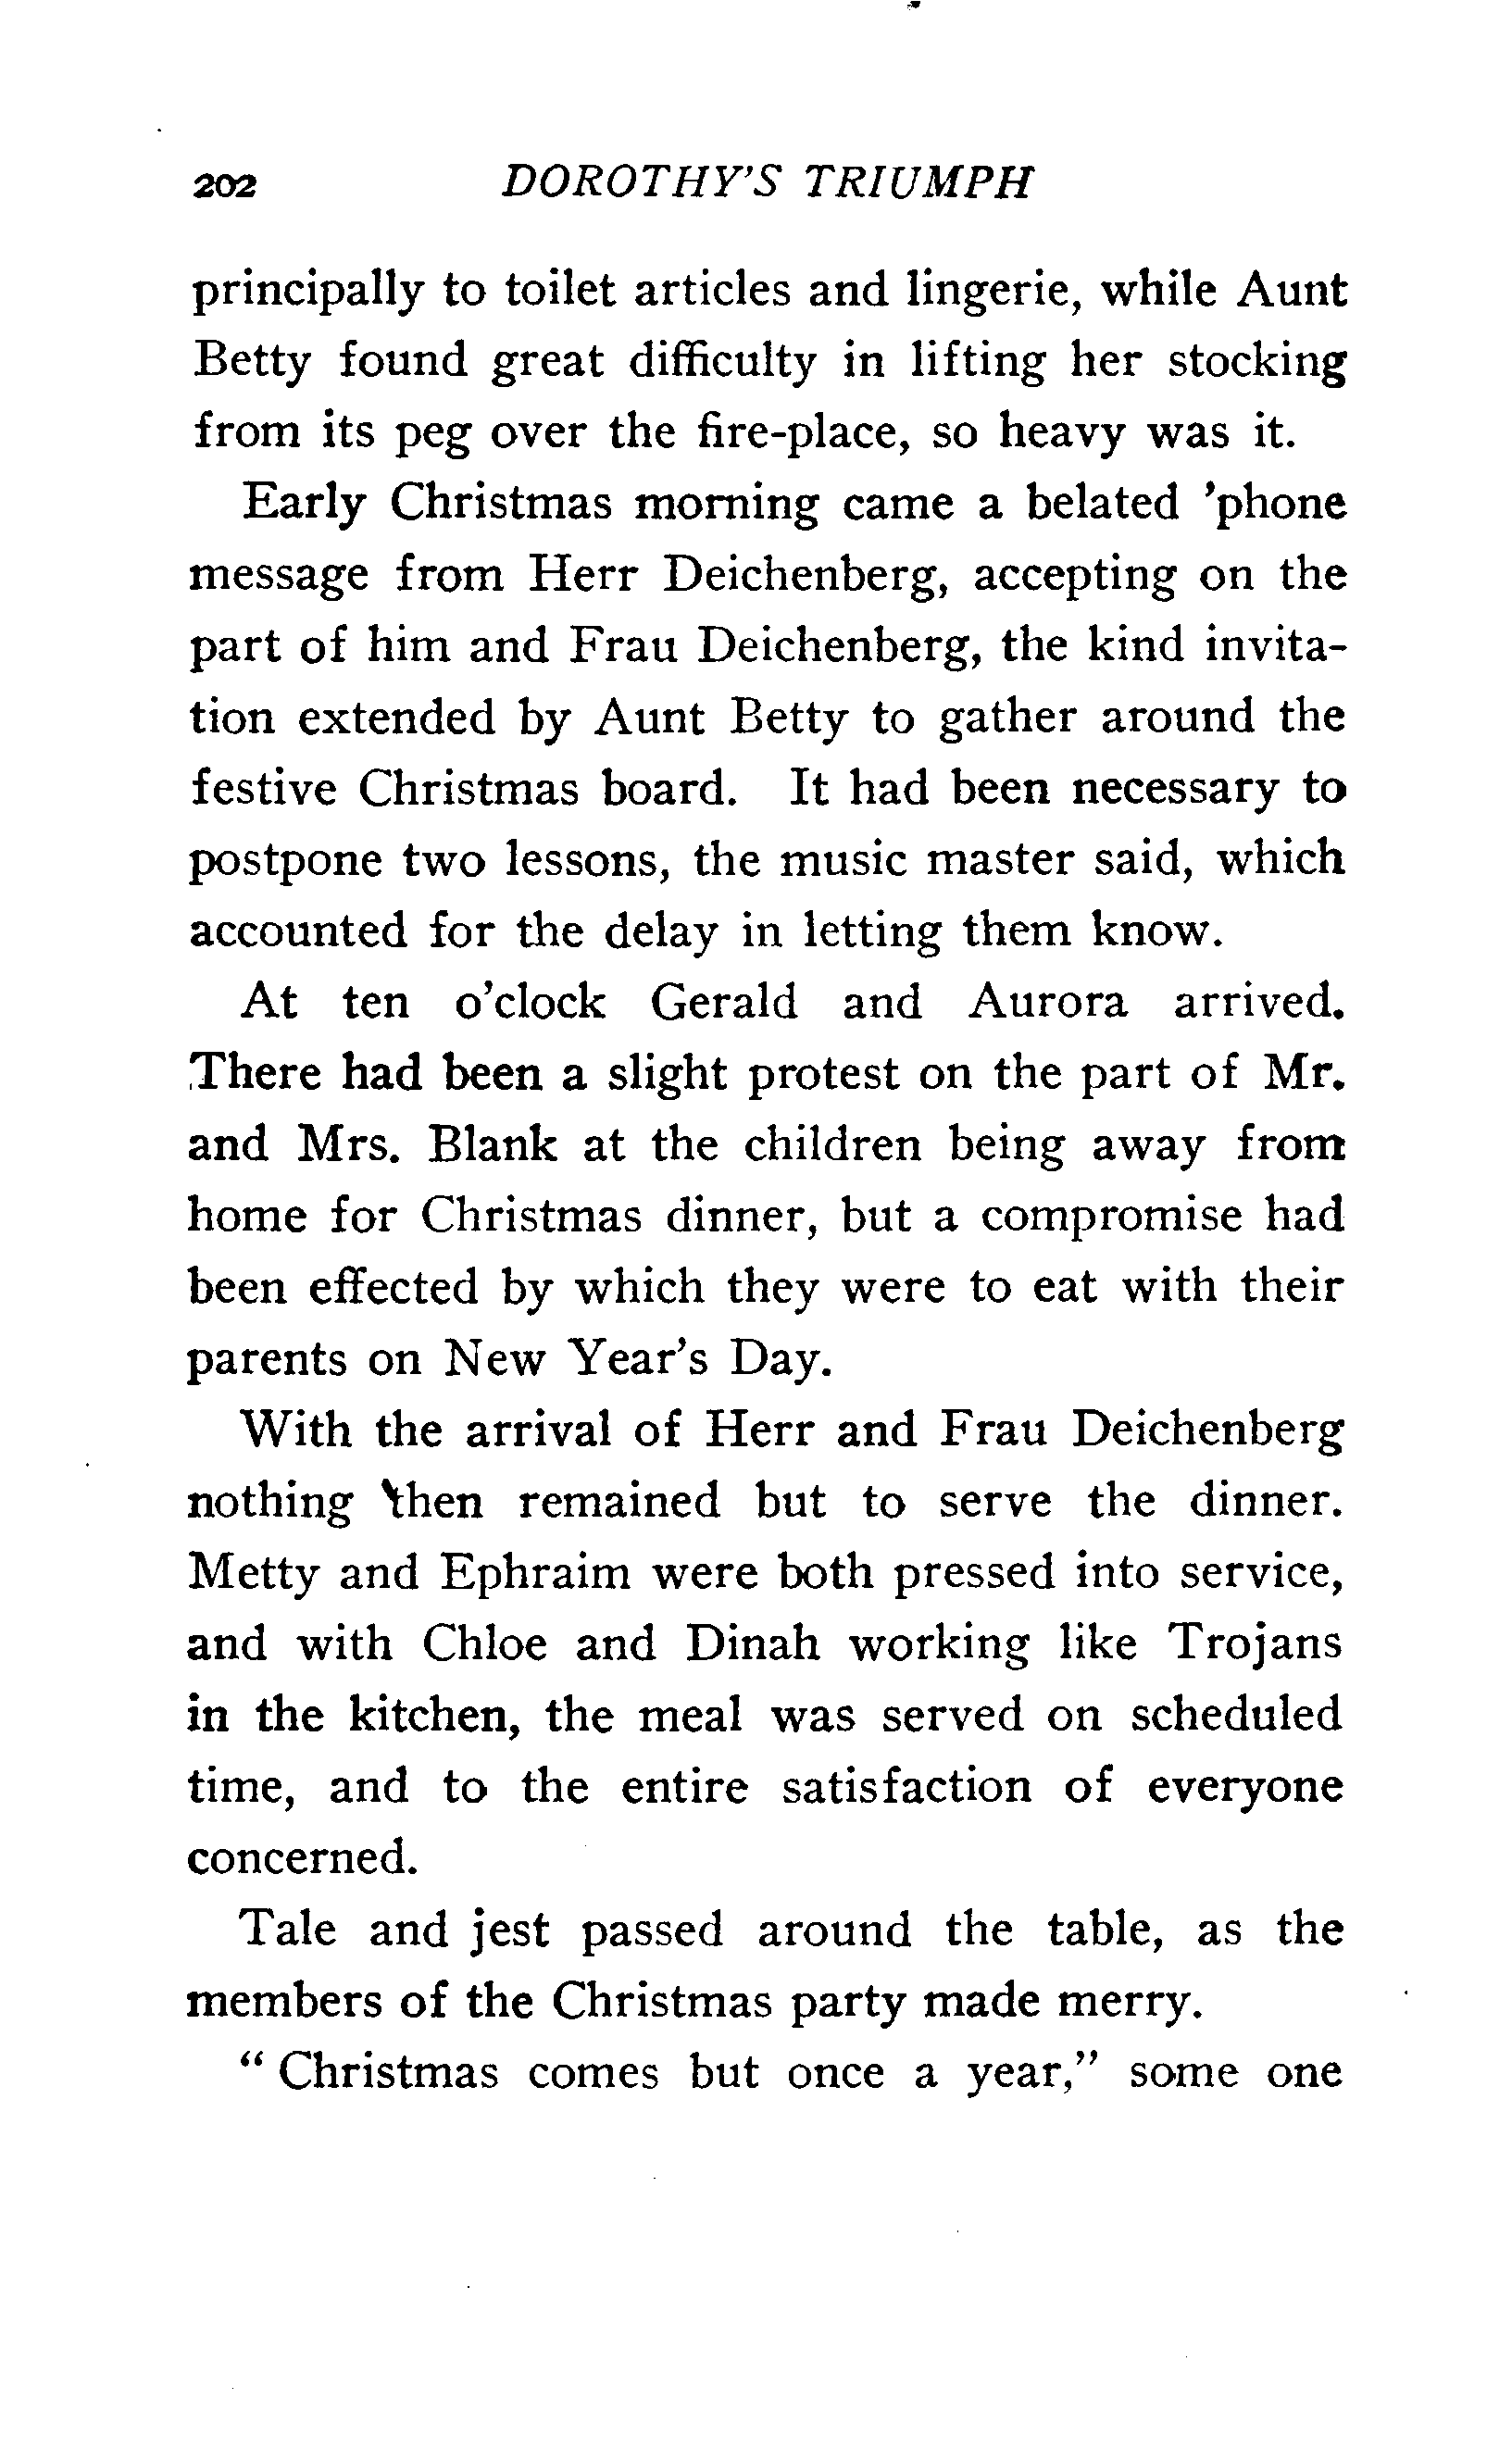 202 DOROTHY'S TRIUMPH
principally to toilet articles and lingerie, while Aunt
Betty found great difficulty in lifting her stocking
from its peg over the fire-place, so heavy was it.
Early Christmas morning came a belated 'phone
message from Herr Deichenberg, accepting on the
part of him and Frau Deichenberg, the kind invita-
tion extended by Aunt Betty to gather around the
festive Christmas board. It had been necessary to
postpone two lessons, the music master said, which
accounted for the delay in letting them know.
At ten o'clock Gerald and Aurora arrived.
There had been a slight protest on the part of Mr.
and Mrs. Blank at the children being away from
home for Christmas dinner, but a compromise had
been effected by which they were to eat with their
parents on New Year's Day.
With the arrival of Herr and Frau Deichenberg
nothing then remained but to serve the dinner.
Metty and Ephraim were both pressed into service,
and with Chloe and Dinah working like Trojans
in the kitchen, the meal was served on scheduled
time, and to the entire satisfaction of everyone
concerned.
Tale and jest passed around the table, as the
members of the Christmas party made merry.
" Christmas comes but once a year," some one